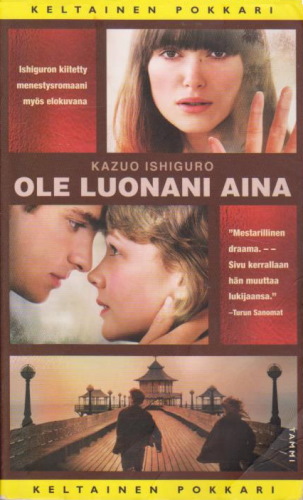 KELTAINEN POKKARI
Ishiguron kiitetty
menestysromaani
myös elokuvana
KAZUO ISHIGURO
OLE LUONANI AINA
"Mestarillinen
draama. – –
Sivu kerrallaan
hän muuttaa
lukijaansa."
–Turun Sanomat
TAMMI
KELTAINEN POKKARI